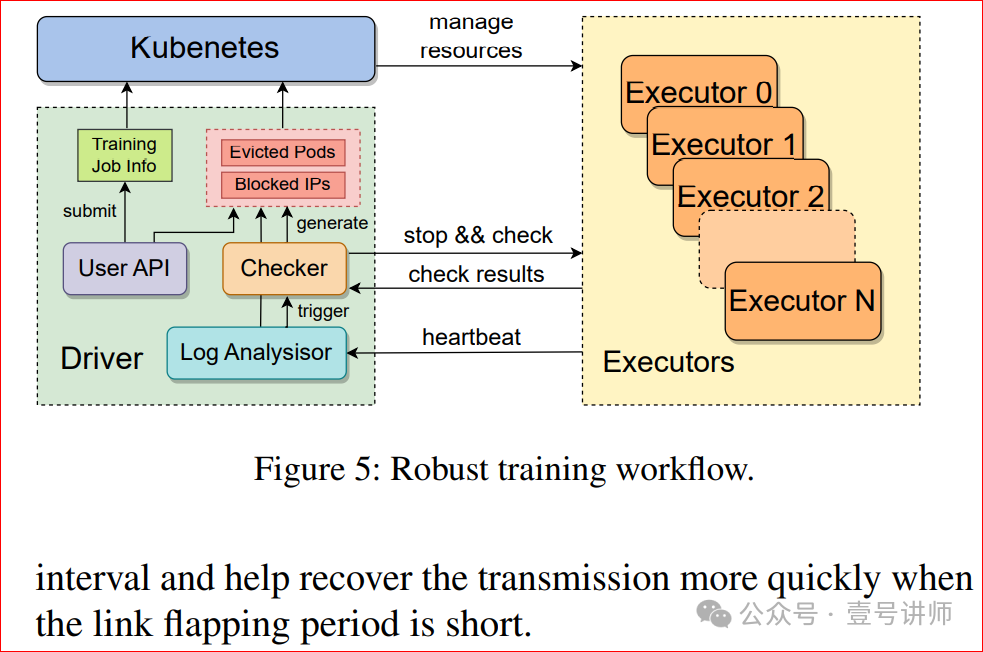 manage
resources
Kubenetes
Executor 0
Executor 1
Executor 2
Executor N
Executors
Training
Job Info
Evicted Pods
Blocked IPs
submit
generate
User API
Checker
stop && check
check results
trigger
Log Analysisor
heartbeat
Driver
Figure 5: Robust training workflow.
interval and help recover the transmission more quickly when
the link flapping period is short.
公众号 · 壹号讲师